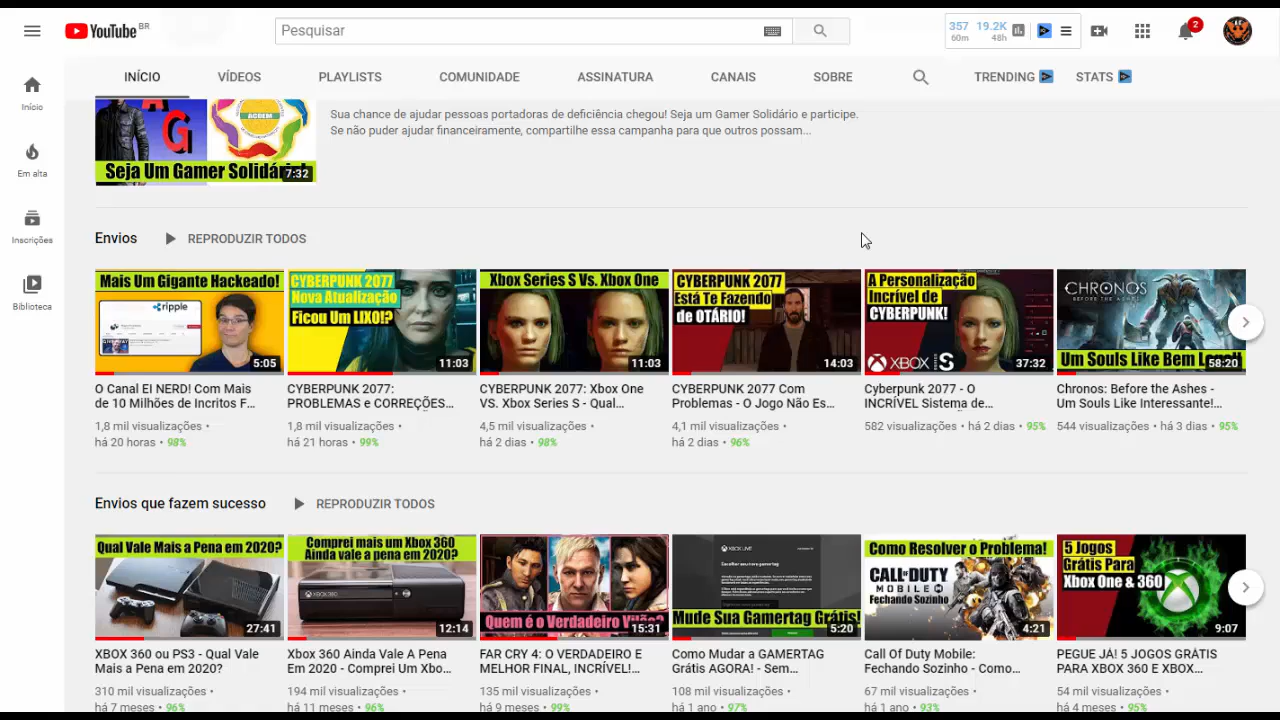 YouTube BR
Pesquisar
357 19.2K
60m 48h
2
INÍCIO VÍDEOS PLAYLISTS COMUNIDADE ASSINATURA CANAIS SOBRE TRENDING STATS
Início
Em alta
Inscrições
Biblioteca
AG
ACDEM
Seja Um Gamer Solidári
7:32
Sua chance de ajudar pessoas portadoras de deficiência chegou! Seja um Gamer Solidário e participe.
Se não puder ajudar financeiramente, compartilhe essa campanha para que outros possam...
Envios REPRODUZIR TODOS
Mais Um Gigante Hackeado!
ripple
5:05
O Canal EI NERD! Com Mais
de 10 Milhões de Incritos F...
1,8 mil visualizações •
há 20 horas • 98%
CYBERPUNK 2077
Nova Atualização
Ficou Um LIXO!?
11:03
CYBERPUNK 2077:
PROBLEMAS e CORREÇÕES...
1,8 mil visualizações •
há 21 horas • 99%
Xbox Series S Vs. Xbox One
11:03
CYBERPUNK 2077: Xbox One
VS. Xbox Series S - Qual...
4,5 mil visualizações •
há 2 dias • 98%
CYBERPUNK 2077
Está Te Fazendo
de OTÁRIO!
14:03
CYBERPUNK 2077 Com
Problemas - O Jogo Não Es...
4,1 mil visualizações •
há 2 dias • 96%
A Personalização
Incrível de
CYBERPUNK!
XBOX SERIES S
37:32
Cyberpunk 2077 - O
INCRÍVEL Sistema de...
582 visualizações • há 2 dias • 95%
CHRONOS
BEFORE THE ASHES
Um Souls Like Bem Leg
58:20
Chronos: Before the Ashes -
Um Souls Like Interessante!...
544 visualizações • há 3 dias • 95%
Envios que fazem sucesso REPRODUZIR TODOS
Qual Vale Mais a Pena em 2020?
27:41
XBOX 360 ou PS3 - Qual Vale
Mais a Pena em 2020?
310 mil visualizações •
há 7 meses • 96%
Comprei mais um Xbox 360
Ainda vale a pena em 2020?
XBOX 360
12:14
Xbox 360 Ainda Vale A Pena
Em 2020 - Comprei Um Xbo...
194 mil visualizações •
há 11 meses • 96%
Quem é o Verdadeiro Vilão?
15:31
FAR CRY 4: O VERDADEIRO E
MELHOR FINAL, INCRÍVEL!...
135 mil visualizações •
há 9 meses • 99%
XBOX LIVE
Escolher seu novo gamertag
Mude Sua Gamertag Grátis!
5:20
Como Mudar a GAMERTAG
Grátis AGORA! - Sem...
108 mil visualizações •
há 1 ano • 97%
Como Resolver o Problema!
CALL OF DUTY
MOBILE
Fechando Sozinho
4:21
Call Of Duty Mobile:
Fechando Sozinho - Como...
67 mil visualizações •
há 1 ano • 93%
5 Jogos
Grátis Para
Xbox One & 360
9:07
PEGUE JÁ! 5 JOGOS GRÁTIS
PARA XBOX 360 E XBOX...
54 mil visualizações •
há 4 meses • 95%